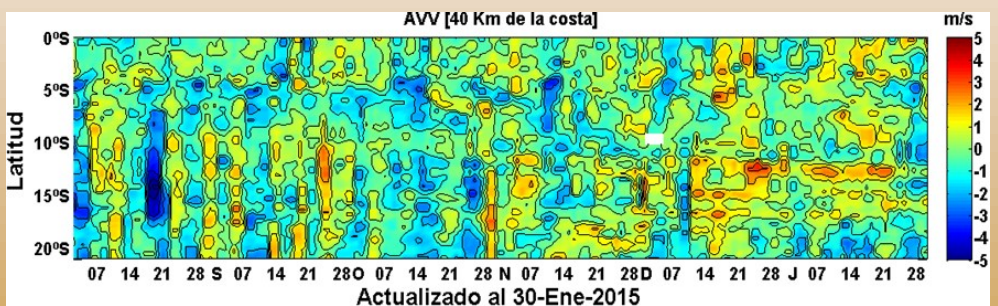 AVV [40 Km de la costa]
m/s
0ºS
5ºS
10ºS
15ºS
20ºS
Latitud
5
4
3
2
1
0
-1
-2
-3
-4
-5
07 14 21 28 S 07 14 21 28 O 07 14 21 28 N 07 14 21 28 D 07 14 21 28 J 07 14 21 28
Actualizado al 30-Ene-2015